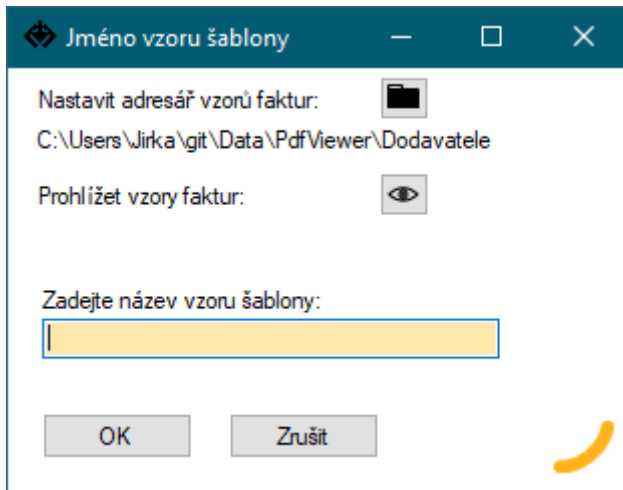 Jméno vzoru šablony
Nastavit adresář vzorů faktur:
C:\Users\Jirka\git\Data\PdfViewer\Dodavatele
Prohlížet vzory faktur:
Zadejte název vzoru šablony:
OK Zrušit